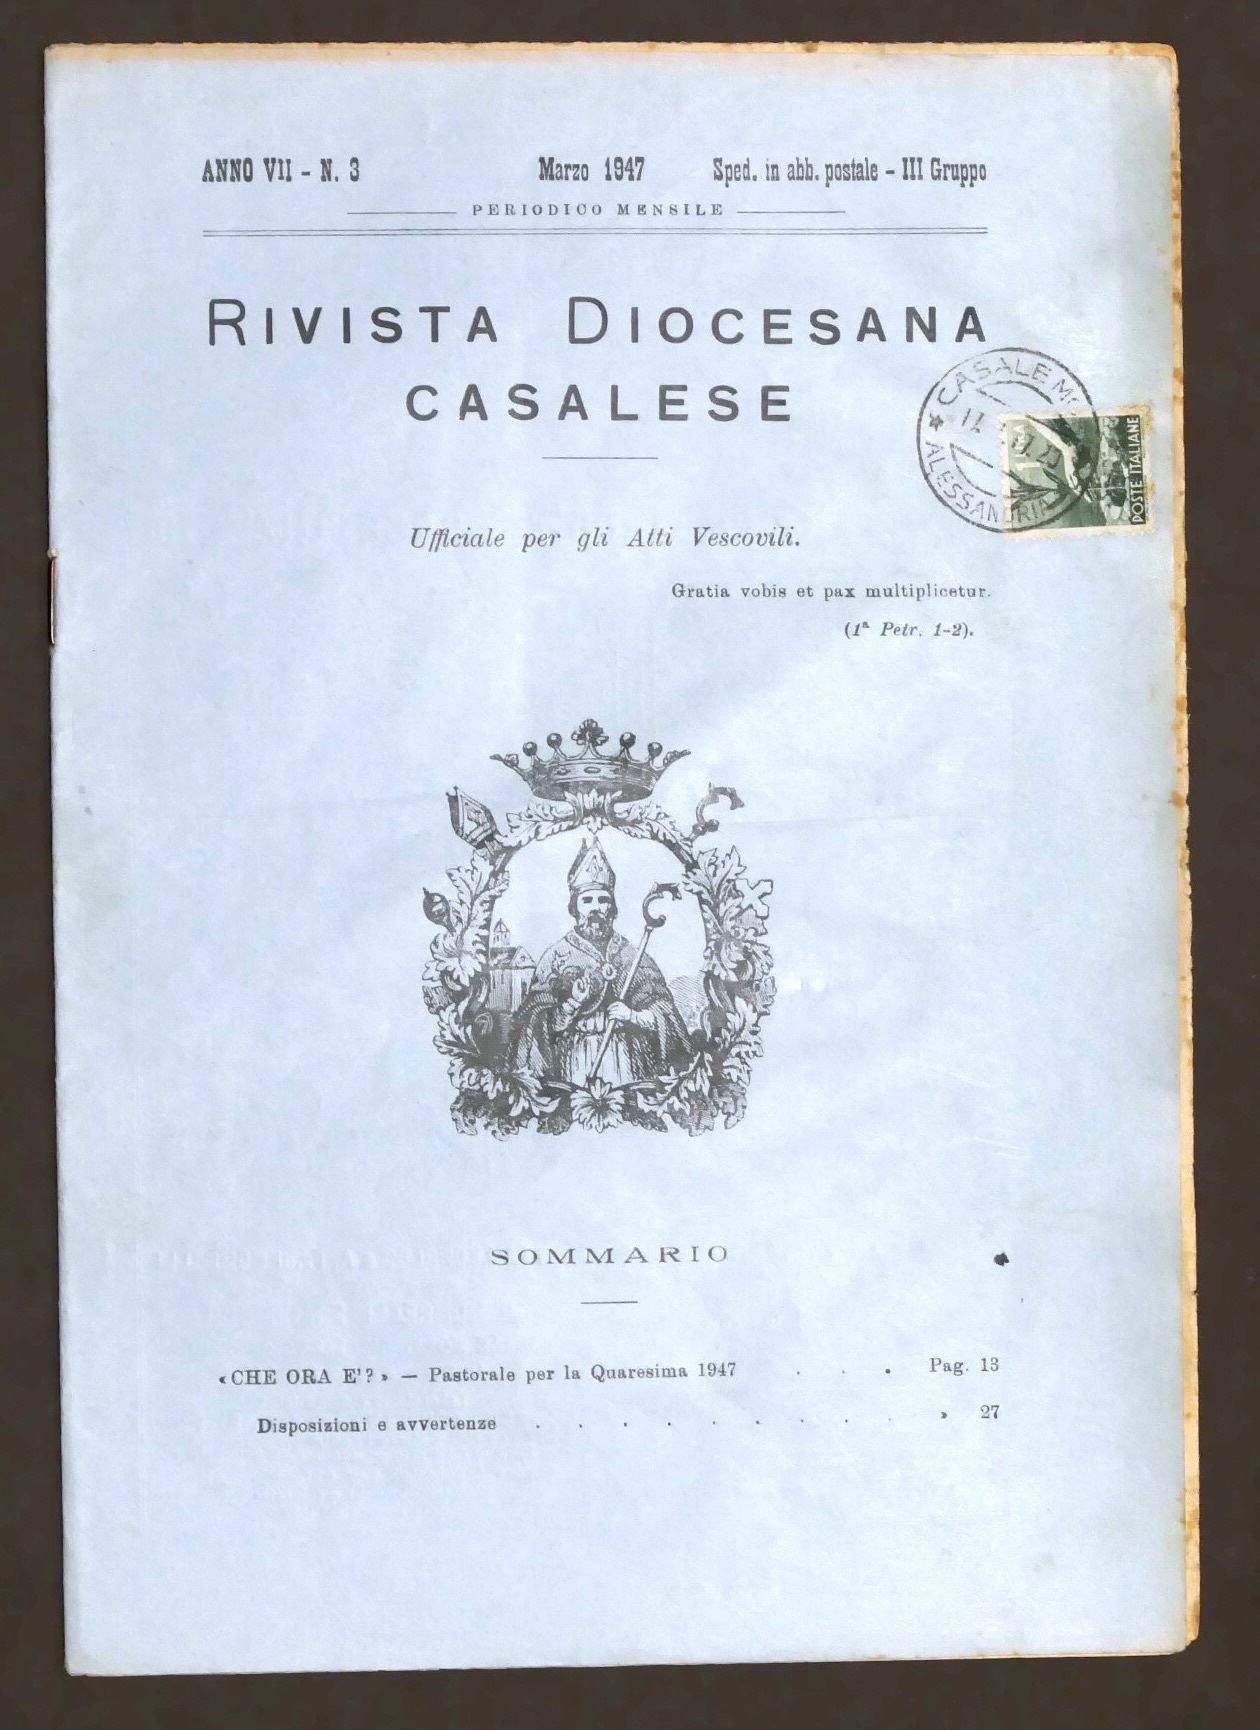 ANNO VII - N. 3 Marzo 1947 Sped. in abb. postale - III Gruppo
PERIODICO MENSILE
RIVISTA DIOCESANA
CASALESE
CASALE MO
ALESSANDRIA
POSTE ITALIANE
Ufficiale per gli Atti Vescovili.
Gratia vobis et pax multiplicetur.
(1ª Petr. 1-2).
SOMMARIO
«CHE ORA E'?» — Pastorale per la Quaresima 1947 . . . Pag. 13
Disposizioni e avvertenze . . . . . . . . . » 27